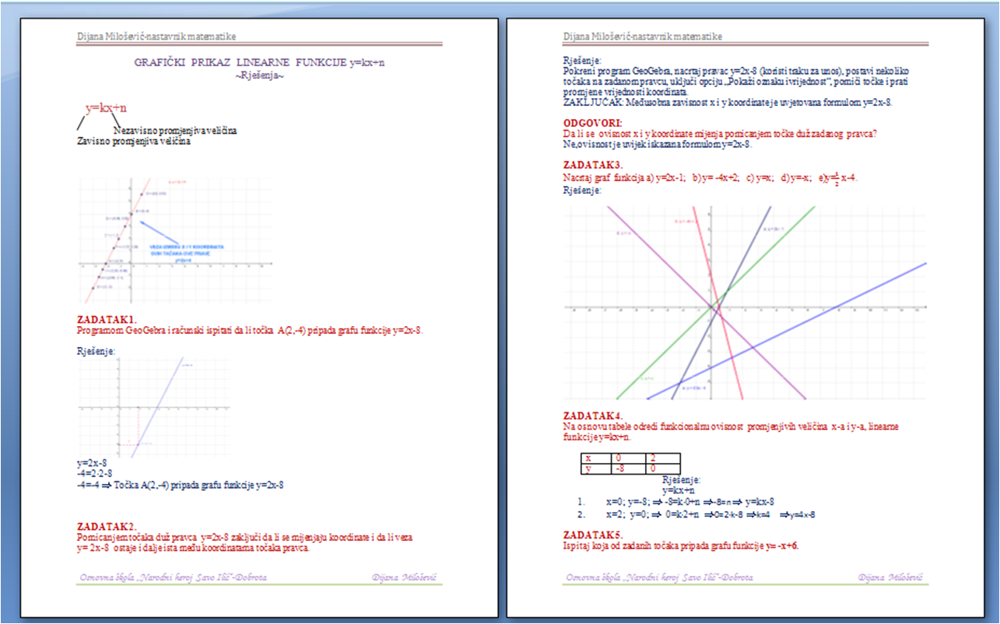 Dijana Milošević-nastavnik matematike
GRAFIČKI PRIKAZ LINEARNE FUNKCIJE y=kx+n
~Rješenja~
y=kx+n
Nezavisno promjenjiva veličina
Zavisno promjenjiva veličina
VEZA IZMEĐU X I Y KOORDINATA
SVIH TAČAKA OVE PRAVE
ZADATAK1.
Programom GeoGebra i računski ispitati da li točka A(2,-4) pripada grafu funkcije y=2x-8.
Rješenje:
y=2x-8
-4=2·2-8
-4=-4 ⇒ Točka A(2,-4) pripada grafu funkcije y=2x-8
ZADATAK2.
Pomicanjem točaka duž pravca y=2x-8 zaključi da li se mijenjaju koordinate i da li veza
y= 2x-8 ostaje i dalje ista među koordinatama točaka pravca.
Osnovna škola „Narodni heroj Savo Ilić"-Dobrota Dijana Milošević
Dijana Milošević-nastavnik matematike
Rješenje:
Pokreni program GeoGebra, nacrtaj pravac y=2x-8 (koristi traku za unos), postavi nekoliko
točaka na zadanom pravcu, uključi opciju „Pokaži oznaku i vrijednost", pomiči točke i prati
promjene vrijednosti koordinata.
ZAKLJUČAK: Međusobna zavisnost x i y koordinate je uvjetovana formulom y=2x-8.
ODGOVORI:
Da li se ovisnost x i y koordinate mijenja pomicanjem točke duž zadanog pravca?
Ne,ovisnost je uvijek iskazana formulom y=2x-8.
ZADATAK3.
Nacrtaj graf funkcija a) y=2x-1; b) y= -4x+2; c) y=x; d) y=-x; e)y=1/2 x-4.
Rješenje:
ZADATAK4.
Na osnovu tabele odredi funkcionalnu ovisnost promjenjivih veličina x-a i y-a, linearne
funkcije y=kx+n.
x 0 2
y -8 0
Rješenje:
y=kx+n
1. x=0; y=-8; ⇒ -8=k·0+n ⇒-8=n ⇒ y=kx-8
2. x=2; y=0; ⇒ 0=k·2+n ⇒0=2·k-8 ⇒k=4 ⇒y=4x-8
ZADATAK5.
Ispitaj koja od zadanih točaka pripada grafu funkcije y= -x+6.
Osnovna škola „Narodni heroj Savo Ilić"-Dobrota Dijana Milošević